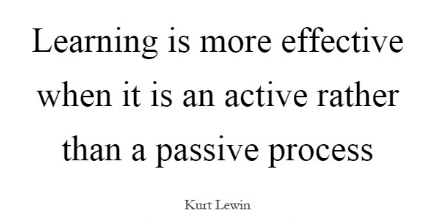 Learning is more effective
when it is an active rather
than a passive process
Kurt Lewin